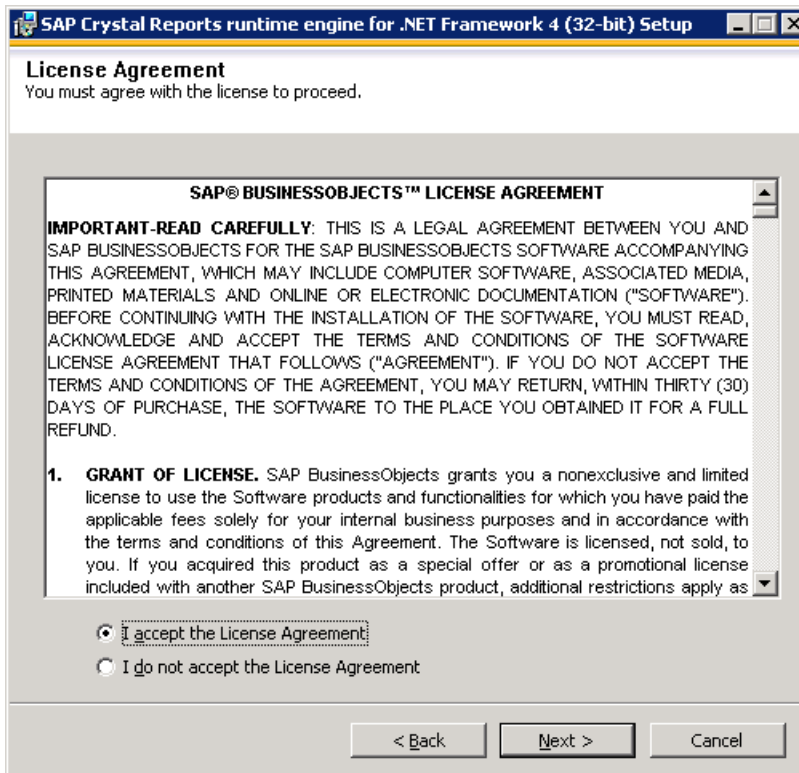 SAP Crystal Reports runtime engine for .NET Framework 4 (32-bit) Setup
License Agreement
You must agree with the license to proceed.
SAP® BUSINESSOBJECTS™ LICENSE AGREEMENT
IMPORTANT-READ CAREFULLY: THIS IS A LEGAL AGREEMENT BETWEEN YOU AND
SAP BUSINESSOBJECTS FOR THE SAP BUSINESSOBJECTS SOFTWARE ACCOMPANYING
THIS AGREEMENT, WHICH MAY INCLUDE COMPUTER SOFTWARE, ASSOCIATED MEDIA,
PRINTED MATERIALS AND ONLINE OR ELECTRONIC DOCUMENTATION ("SOFTWARE").
BEFORE CONTINUING WITH THE INSTALLATION OF THE SOFTWARE, YOU MUST READ,
ACKNOWLEDGE AND ACCEPT THE TERMS AND CONDITIONS OF THE SOFTWARE
LICENSE AGREEMENT THAT FOLLOWS ("AGREEMENT"). IF YOU DO NOT ACCEPT THE
TERMS AND CONDITIONS OF THE AGREEMENT, YOU MAY RETURN, WITHIN THIRTY (30)
DAYS OF PURCHASE, THE SOFTWARE TO THE PLACE YOU OBTAINED IT FOR A FULL
REFUND.
1. GRANT OF LICENSE. SAP BusinessObjects grants you a nonexclusive and limited
license to use the Software products and functionalities for which you have paid the
applicable fees solely for your internal business purposes and in accordance with
the terms and conditions of this Agreement. The Software is licensed, not sold, to
you. If you acquired this product as a special offer or as a promotional license
included with another SAP BusinessObjects product, additional restrictions apply as
I accept the License Agreement
I do not accept the License Agreement
< Back
Next >
Cancel